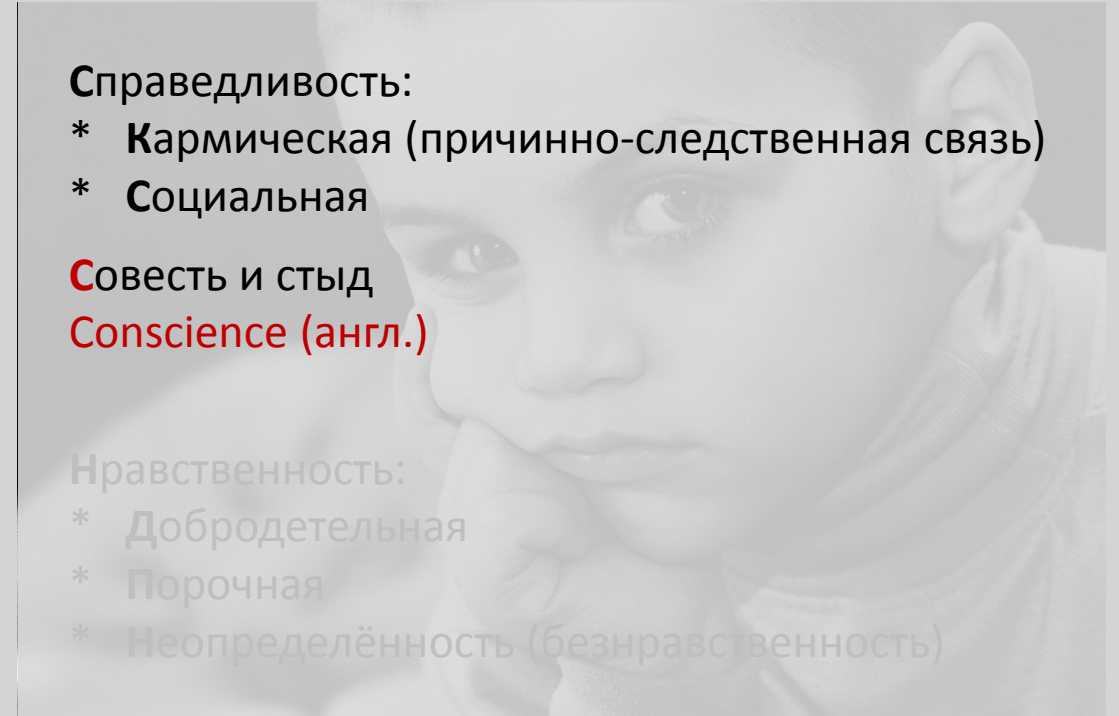 Справедливость:
* Кармическая (причинно-следственная связь)
* Социальная
Совесть и стыд
Conscience (англ.)
Нравственность:
* Добродетельная
* Порочная
* Неопределённость (безнравственность)